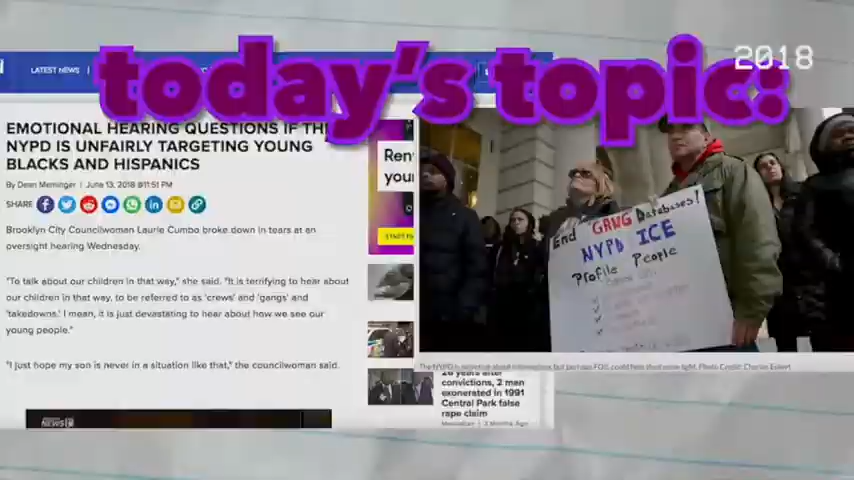 today's topic:
2018
LATEST NEWS
EMOTIONAL HEARING QUESTIONS IF THE
NYPD IS UNFAIRLY TARGETING YOUNG
BLACKS AND HISPANICS
By Dean Meminger | June 13, 2018 @11:51 PM
SHARE
Brooklyn City Councilwoman Laurie Cumbo broke down in tears at an
oversight hearing Wednesday.
"To talk about our children in that way," she said. "It is terrifying to hear about
our children in that way, to be referred to as 'crews' and 'gangs' and
'takedowns.' I mean, it is just devastating to hear about how we see our
young people."
"I just hope my son is never in a situation like that," the councilwoman said.
NEWS
Ren
your
convictions, 2 men
exonerated in 1991
Central Park false
rape claim
End GANG Databases!
NYPD ICE
Profile People